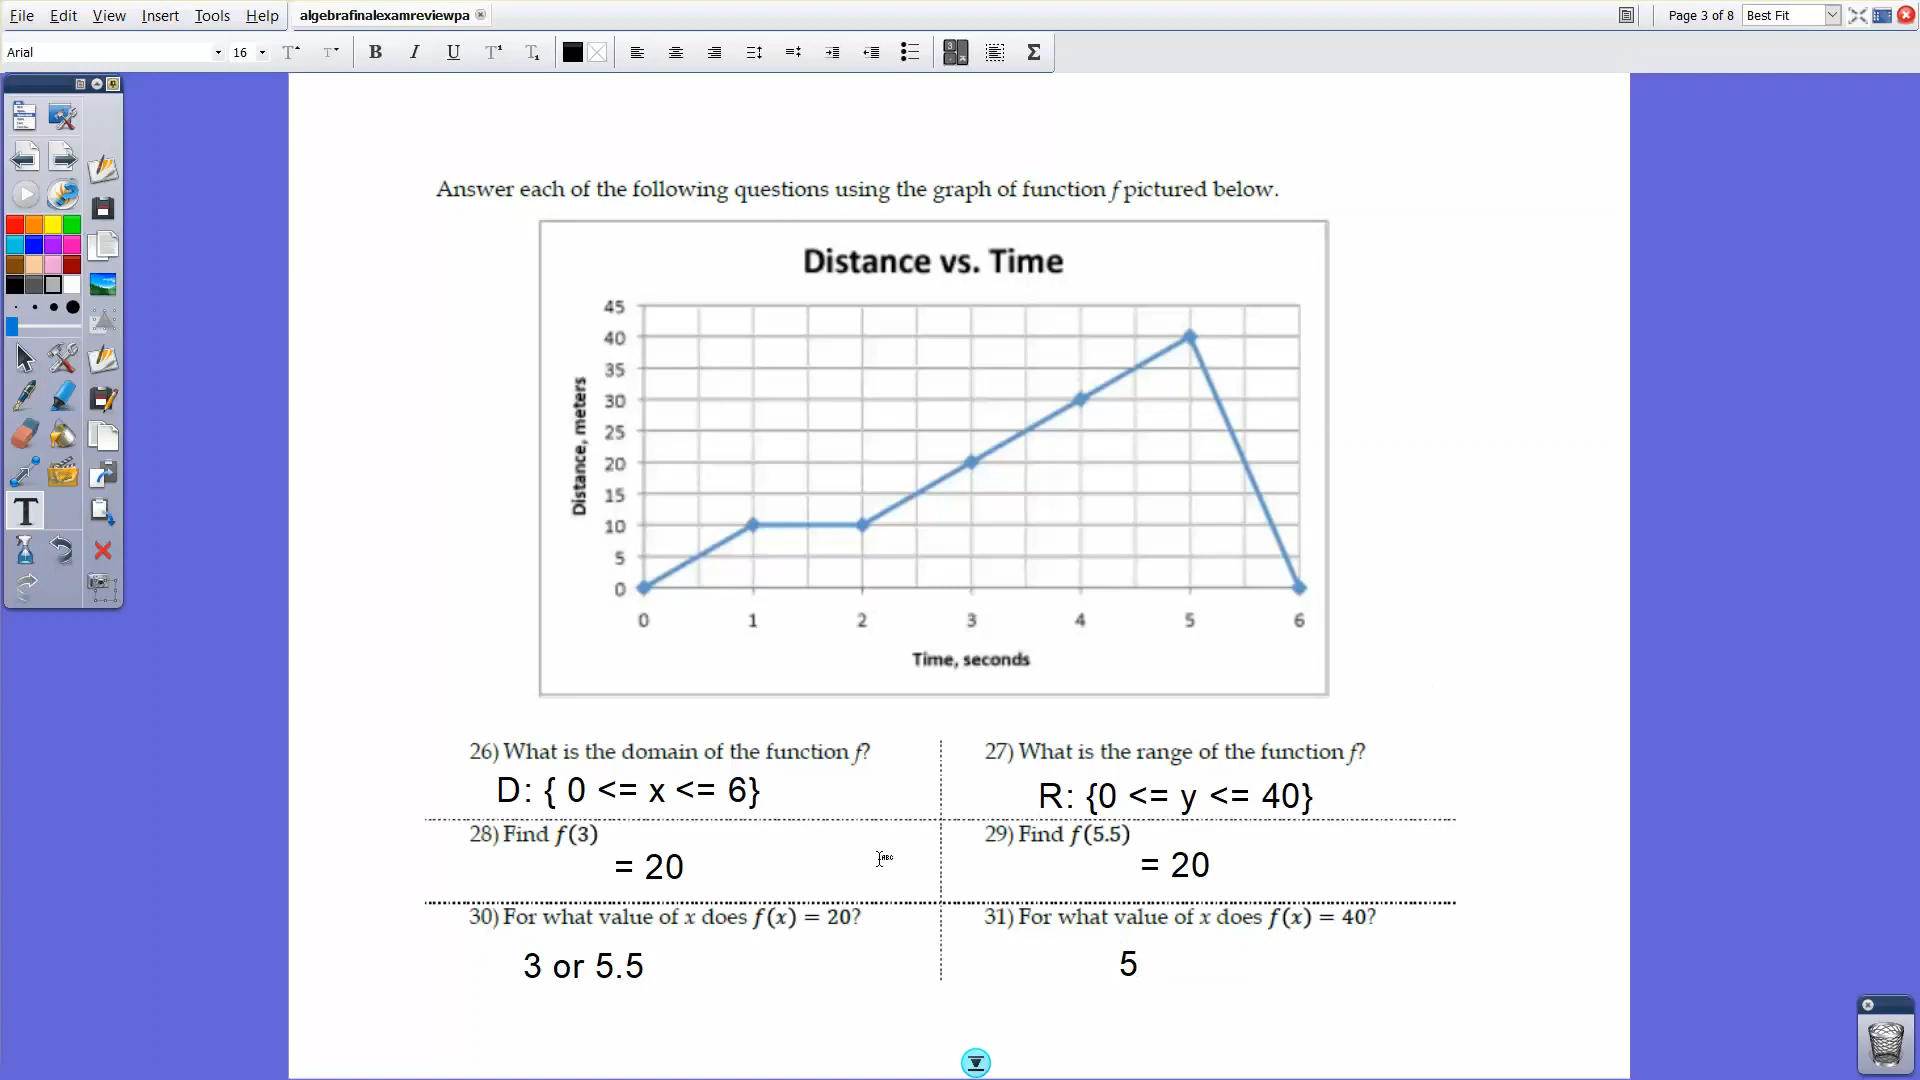 File Edit View Insert Tools Help algebrafinalexamreviewpa Page 3 of 8 Best Fit
Arial 16 B I U Σ
Answer each of the following questions using the graph of function f pictured below.
Distance vs. Time
45
40
35
30
25
20
15
10
5
0
Distance, meters
0 1 2 3 4 5 6
Time, seconds
26) What is the domain of the function f?
D: { 0 <= x <= 6}
27) What is the range of the function f?
R: {0 <= y <= 40}
28) Find f(3)
= 20
29) Find f(5.5)
= 20
30) For what value of x does f(x) = 20?
3 or 5.5
31) For what value of x does f(x) = 40?
5